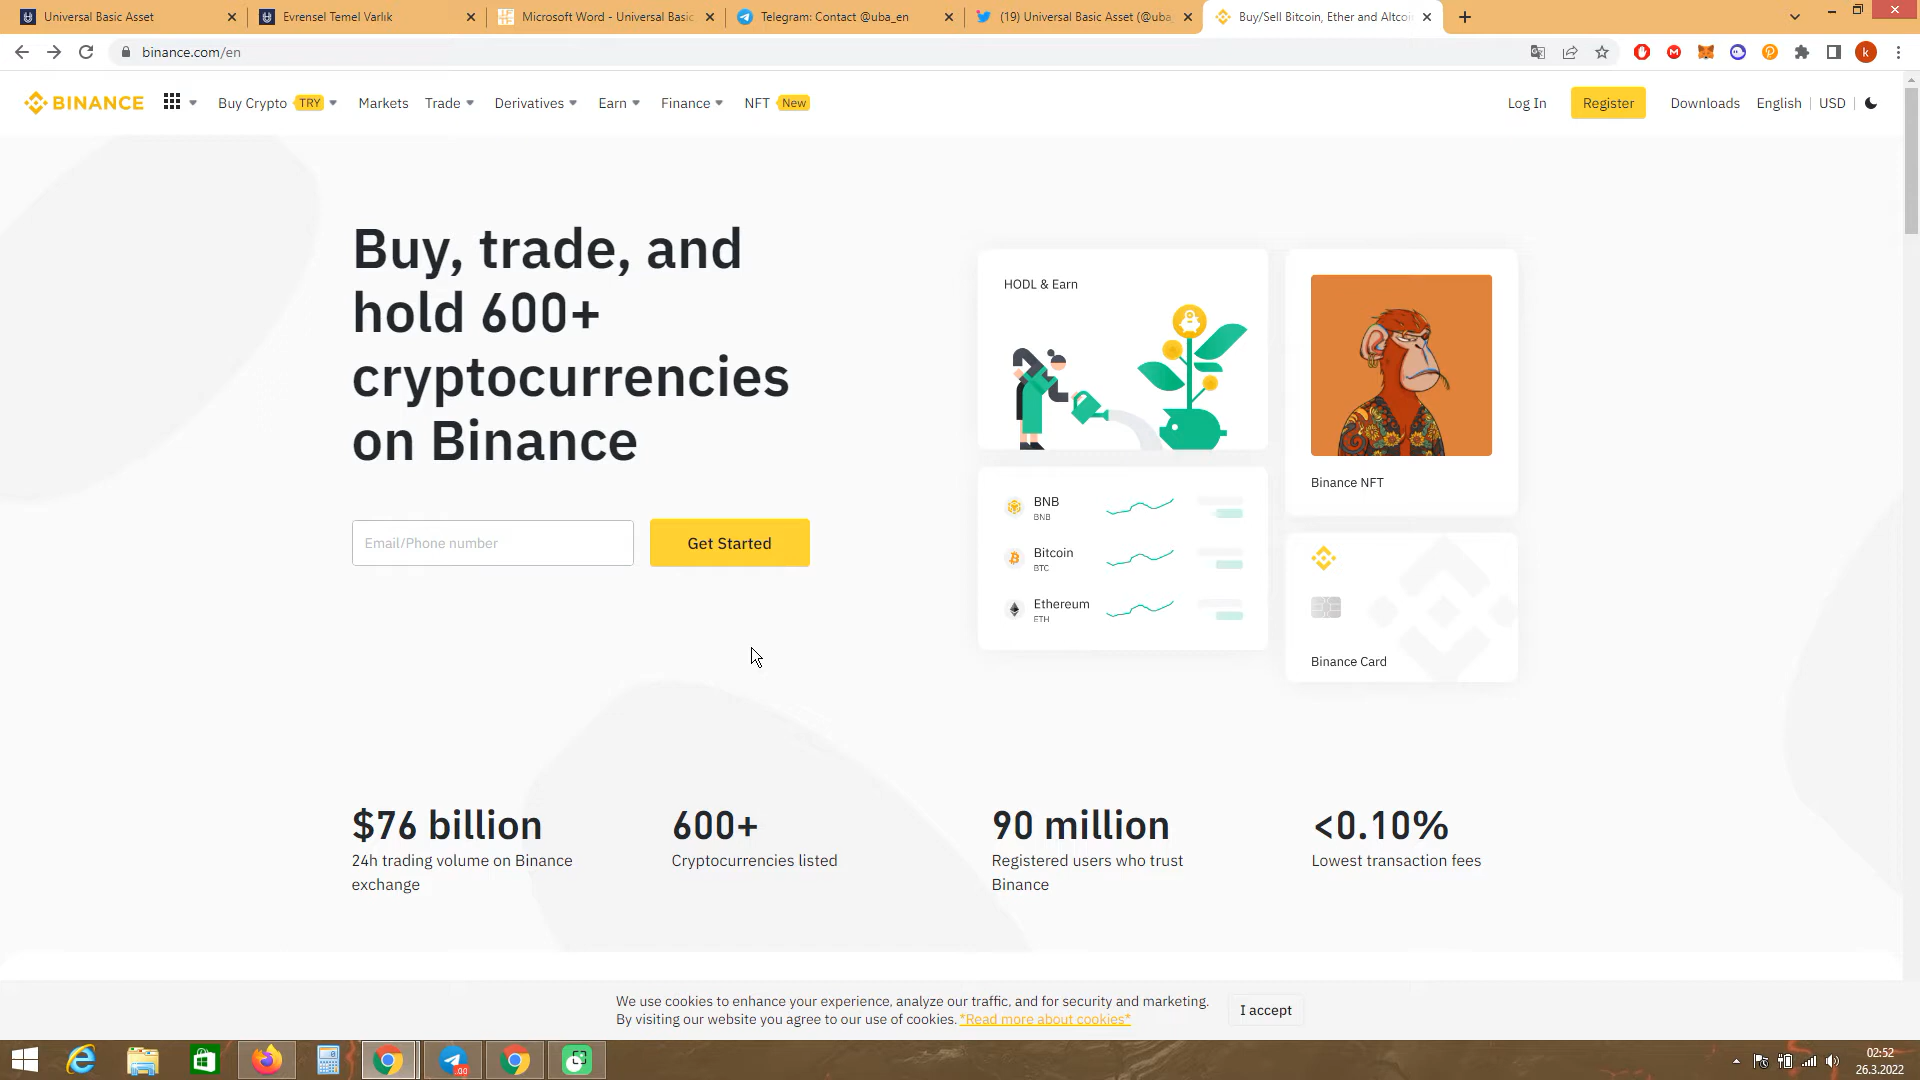 Universal Basic Asset
Evrensel Temel Varlık
Microsoft Word - Universal Basic
Telegram: Contact @uba_en
(19) Universal Basic Asset (@uba_
Buy/Sell Bitcoin, Ether and Altcoi
binance.com/en
BINANCE
Buy Crypto TRY
Markets
Trade
Derivatives
Earn
Finance
NFT New
Log In
Register
Downloads
English
USD
Buy, trade, and
hold 600+
cryptocurrencies
on Binance
Email/Phone number
Get Started
HODL & Earn
BNB
BNB
Bitcoin
BTC
Ethereum
ETH
Binance NFT
Binance Card
$76 billion
24h trading volume on Binance
exchange
600+
Cryptocurrencies listed
90 million
Registered users who trust
Binance
<0.10%
Lowest transaction fees
We use cookies to enhance your experience, analyze our traffic, and for security and marketing.
By visiting our website you agree to our use of cookies. *Read more about cookies*
I accept
02:52
26.3.2022